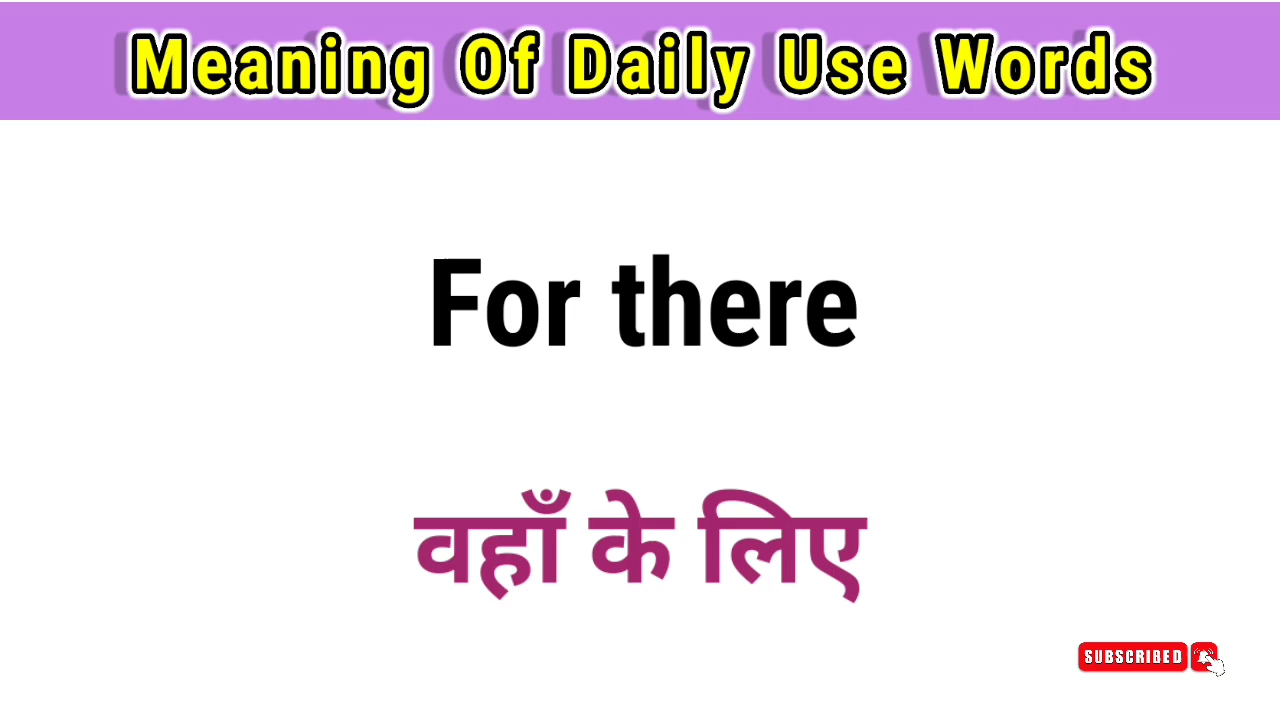 Meaning Of Daily Use Words
For there
वहाँ के लिए
SUBSCRIBED